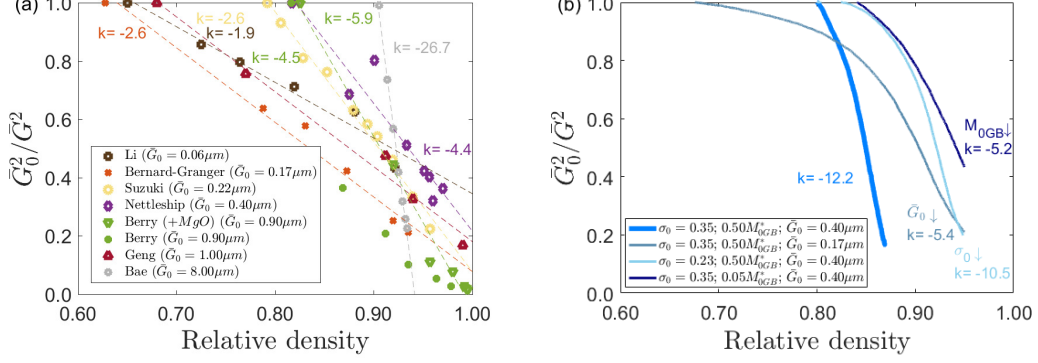 (a)
1.0
0.8
0.6
0.4
0.2
0.0
0.60
0.70
0.80
0.90
1.00
Relative density
Ḡ₀²/Ḡ²
k= -2.6
k= -1.9
k= -2.6
k= -4.5
k= -5.9
k= -26.7
k= -4.4
Li (Ḡ₀ = 0.06μm)
Bernard-Granger (Ḡ₀ = 0.17μm)
Suzuki (Ḡ₀ = 0.22μm)
Nettleship (Ḡ₀ = 0.40μm)
Berry (+MgO) (Ḡ₀ = 0.90μm)
Berry (Ḡ₀ = 0.90μm)
Geng (Ḡ₀ = 1.00μm)
Bae (Ḡ₀ = 8.00μm)
(b)
1.0
0.8
0.6
0.4
0.2
0.0
0.60
0.70
0.80
0.90
1.00
Relative density
Ḡ₀²/Ḡ²
k= -12.2
M₀GB↓
k= -5.2
Ḡ₀ ↓
k= -5.4
σ₀ ↓
k= -10.5
σ₀ = 0.35; 0.50M*₀GB; Ḡ₀ = 0.40μm
σ₀ = 0.35; 0.50M*₀GB; Ḡ₀ = 0.17μm
σ₀ = 0.23; 0.50M*₀GB; Ḡ₀ = 0.40μm
σ₀ = 0.35; 0.05M*₀GB; Ḡ₀ = 0.40μm